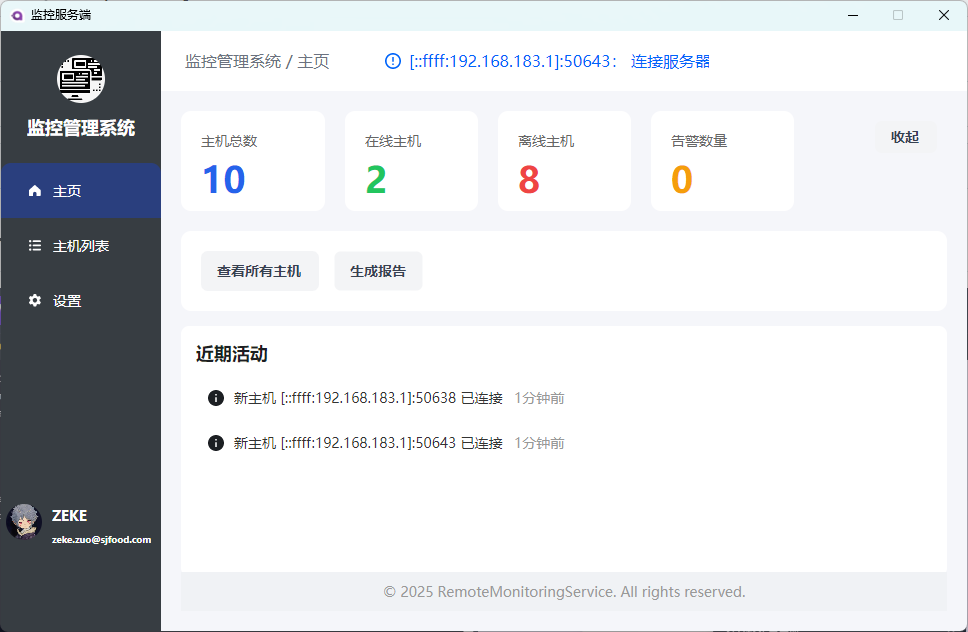 监控服务端
监控管理系统
主页
主机列表
设置
ZEKE
zeke.zuo@sjfood.com
监控管理系统 / 主页
[::ffff:192.168.183.1]:50643： 连接服务器
主机总数
10
在线主机
2
离线主机
8
告警数量
0
收起
查看所有主机
生成报告
近期活动
新主机 [::ffff:192.168.183.1]:50638 已连接 1分钟前
新主机 [::ffff:192.168.183.1]:50643 已连接 1分钟前
© 2025 RemoteMonitoringService. All rights reserved.